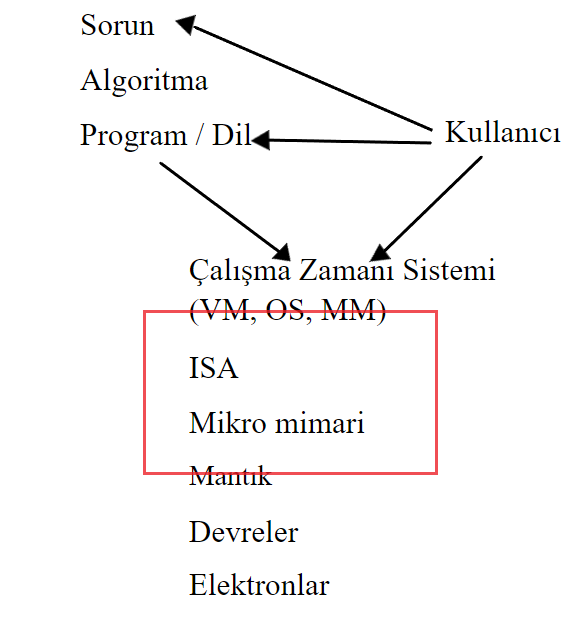 Sorun
Algoritma
Program / Dil
Kullanıcı
Çalışma Zamanı Sistemi
(VM, OS, MM)
ISA
Mikro mimari
Mantık
Devreler
Elektronlar